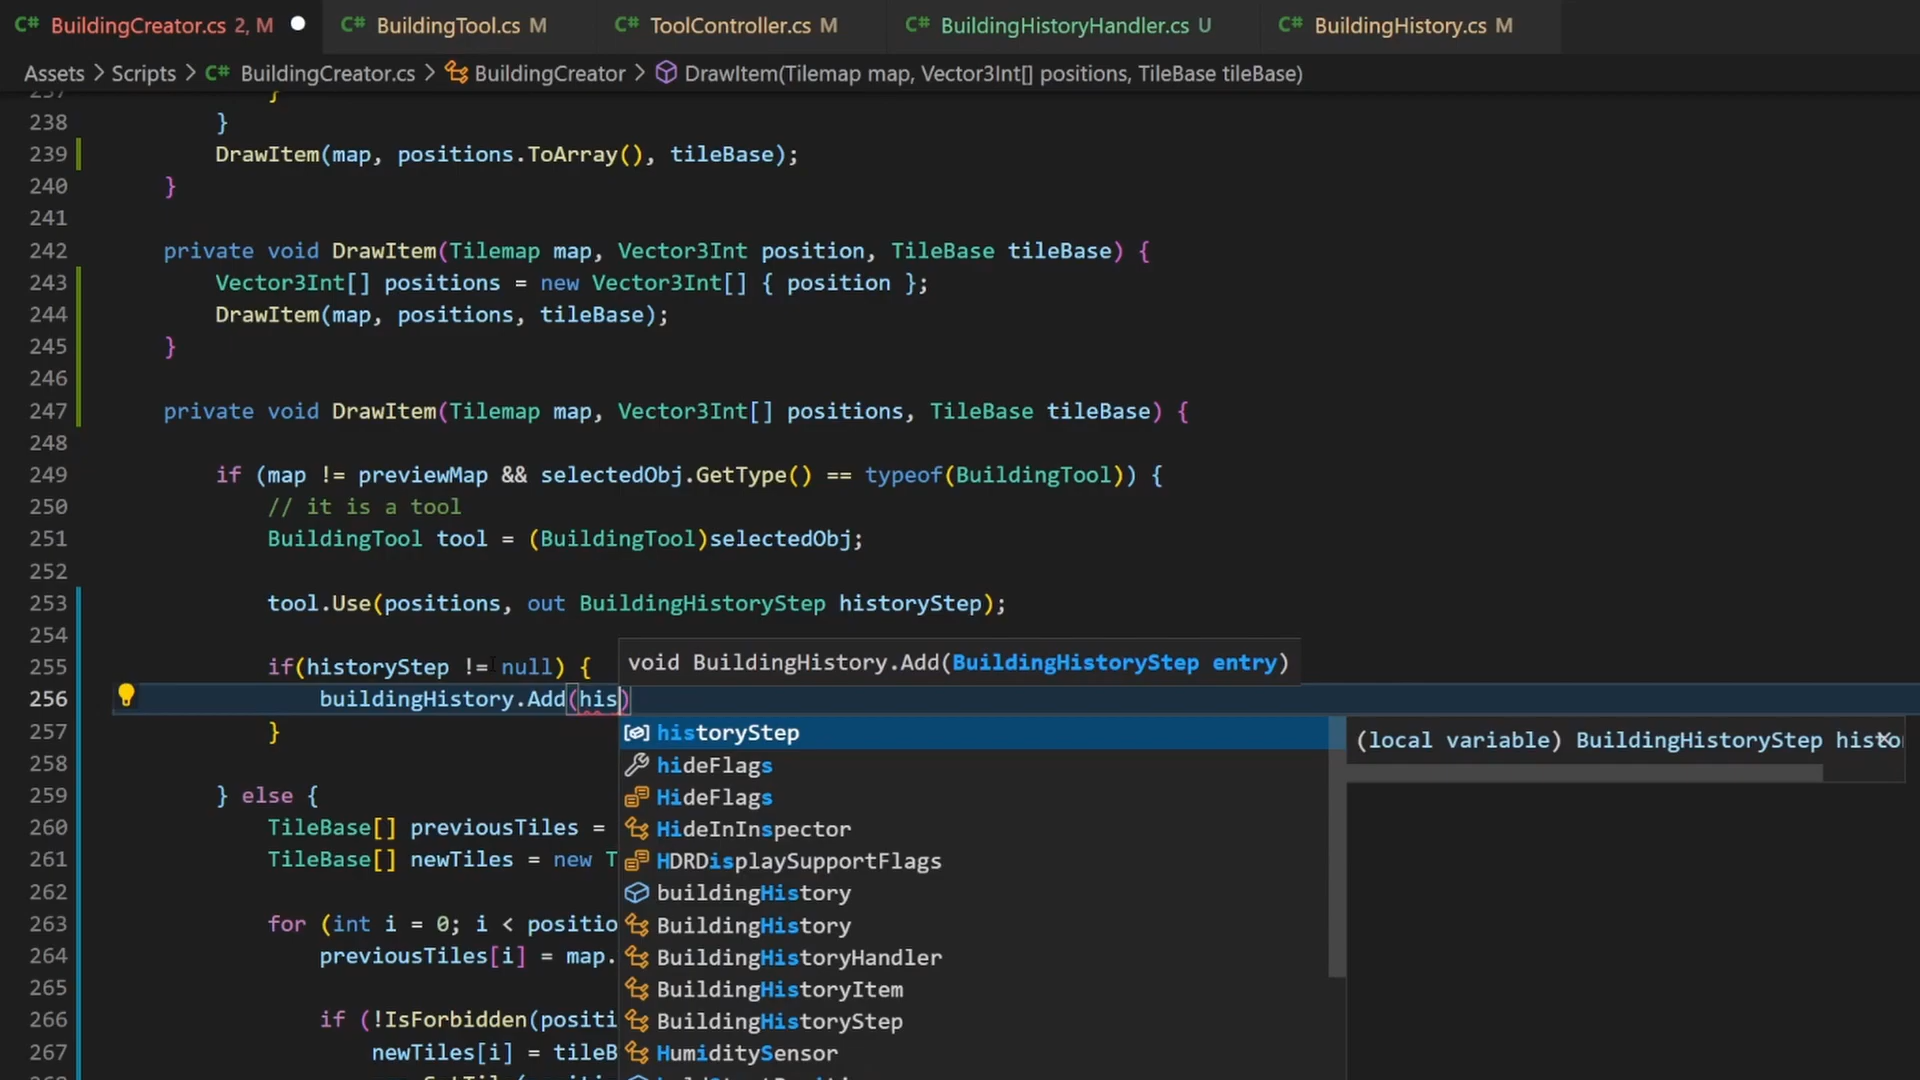 C# BuildingCreator.cs 2, M
C# BuildingTool.cs M
C# ToolController.cs M
C# BuildingHistoryHandler.cs U
C# BuildingHistory.cs M
Assets > Scripts > C# BuildingCreator.cs > BuildingCreator > DrawItem(Tilemap map, Vector3Int[] positions, TileBase tileBase)
237 }
238 }
239 DrawItem(map, positions.ToArray(), tileBase);
240 }
241
242 private void DrawItem(Tilemap map, Vector3Int position, TileBase tileBase) {
243 Vector3Int[] positions = new Vector3Int[] { position };
244 DrawItem(map, positions, tileBase);
245 }
246
247 private void DrawItem(Tilemap map, Vector3Int[] positions, TileBase tileBase) {
248
249 if (map != previewMap && selectedObj.GetType() == typeof(BuildingTool)) {
250 // it is a tool
251 BuildingTool tool = (BuildingTool)selectedObj;
252
253 tool.Use(positions, out BuildingHistoryStep historyStep);
254
255 if(historyStep != null) {
void BuildingHistory.Add(BuildingHistoryStep entry)
256 buildingHistory.Add(his)
257 }
258
259 } else {
260 TileBase[] previousTiles =
261 TileBase[] newTiles = new T
262
263 for (int i = 0; i < positio
264 previousTiles[i] = map.
265
266 if (!IsForbidden(positi
267 newTiles[i] = tileB
historyStep
hideFlags
HideFlags
HideInInspector
HDRDisplaySupportFlags
buildingHistory
BuildingHistory
BuildingHistoryHandler
BuildingHistoryItem
BuildingHistoryStep
HumiditySensor
(local variable) BuildingHistoryStep histo